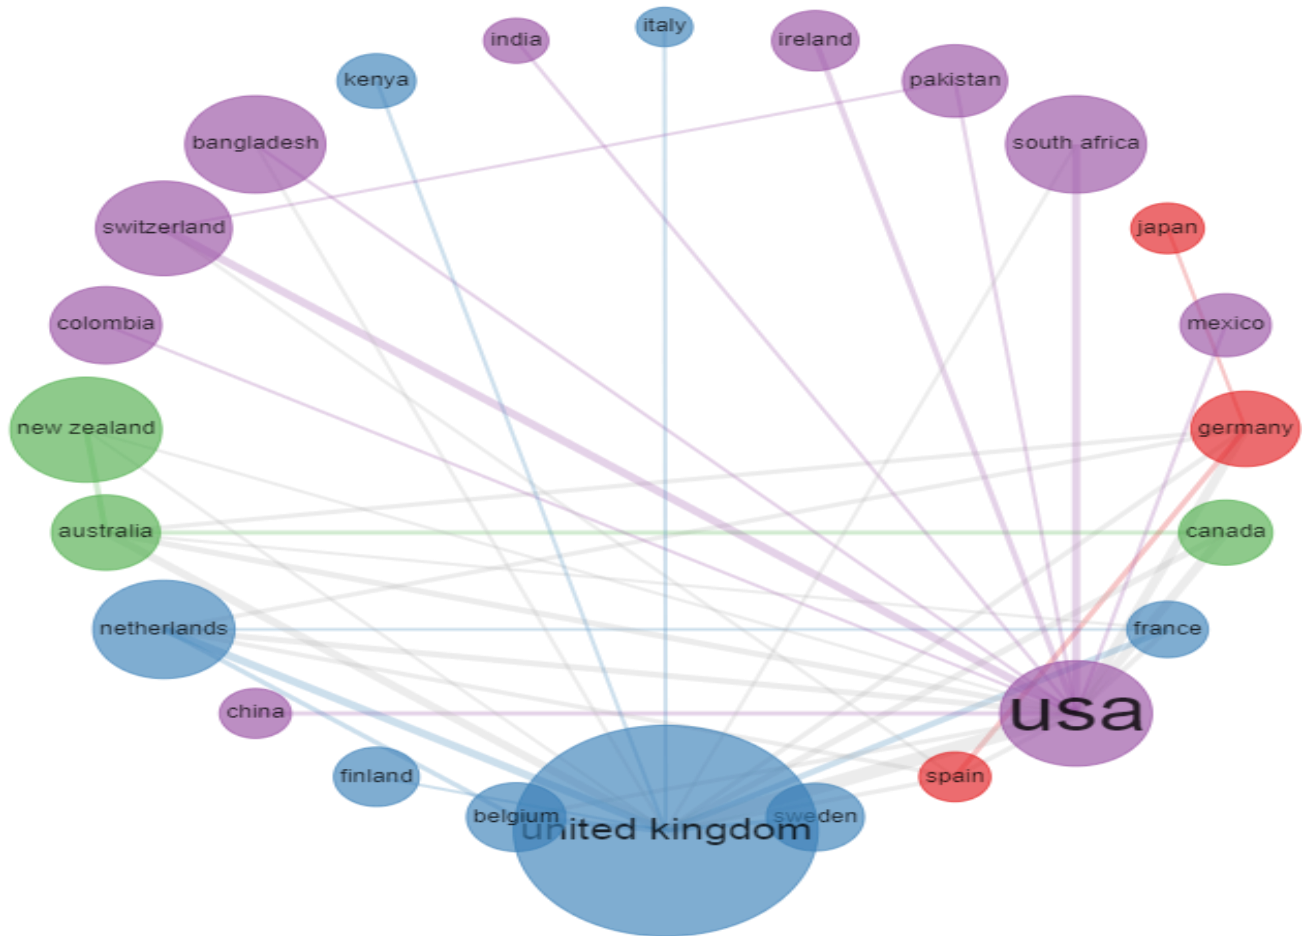 italy
india
ireland
kenya
pakistan
bangladesh
south africa
switzerland
japan
colombia
mexico
new zealand
germany
australia
canada
netherlands
france
china
usa
finland
spain
belgium
sweden
united kingdom